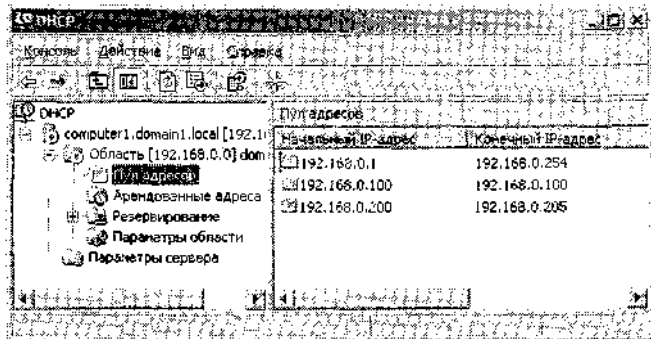 DHCP
Консоль Действие Вид Справка
DHCP
computer1.domain1.local [192.1
Область [192.168.0.0] dom
Пул адресов
Арендованные адреса
Резервирование
Параметры области
Параметры сервера
Пул адресов
Начальный IP-адрес Конечный IP-адрес
192.168.0.1 192.168.0.254
192.168.0.100 192.168.0.100
192.168.0.200 192.168.0.205